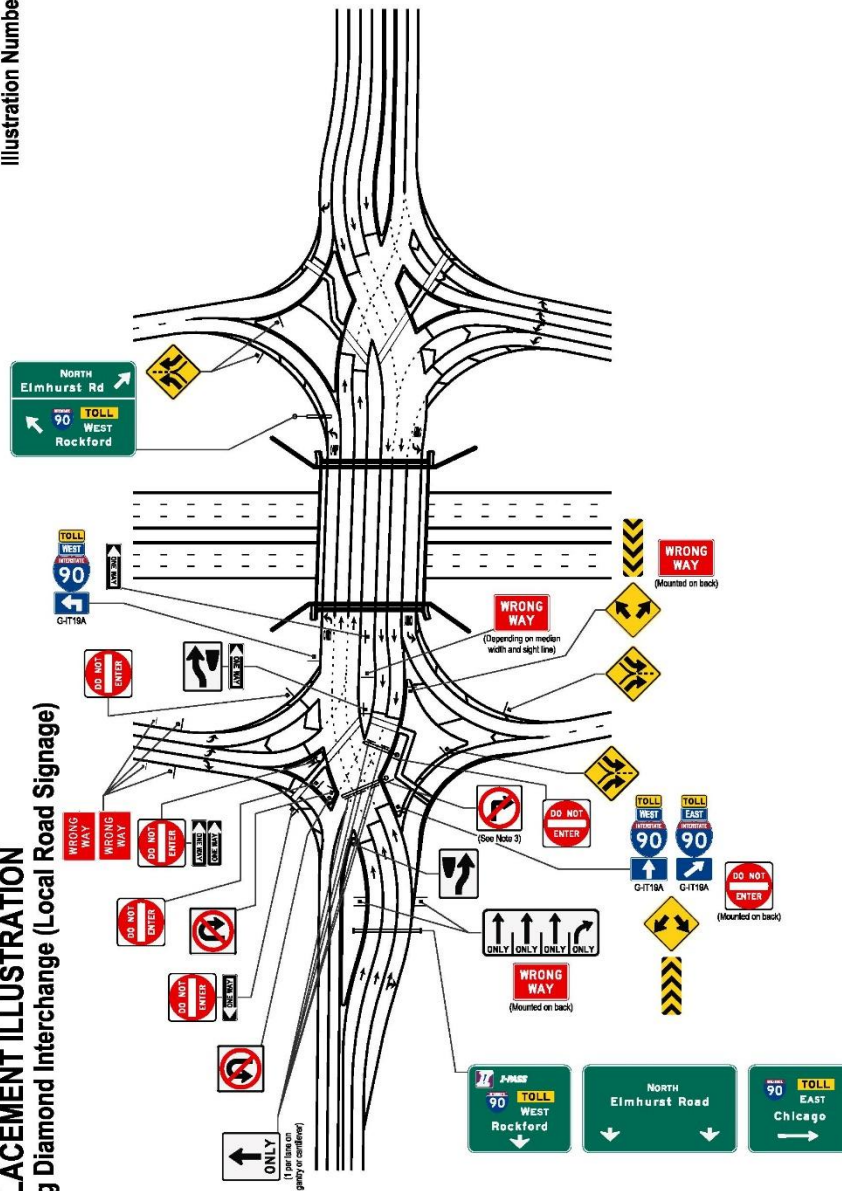 Illustration Numbe
LACEMENT ILLUSTRATION
g Diamond Interchange (Local Road Signage)
NORTH
Elmhurst Rd
INTERSTATE
90
TOLL
WEST
Rockford
TOLL
WEST
INTERSTATE
90
G-IT19A
ONE WAY
DO NOT
ENTER
ONE WAY
WRONG
WAY
WRONG
WAY
DO NOT
ENTER
ONE WAY
ONE WAY
DO NOT
ENTER
DO NOT
ENTER
ONE WAY
ONLY
(1 per lane on
gantry or cantilever)
WRONG
WAY
(Depending on median
width and sight line)
WRONG
WAY
(Mounted on back)
(See Note 3)
DO NOT
ENTER
TOLL
WEST
INTERSTATE
90
G-IT19A
TOLL
EAST
INTERSTATE
90
G-IT19A
DO NOT
ENTER
(Mounted on back)
ONLY ONLY ONLY ONLY
WRONG
WAY
(Mounted on back)
I-PASS
90
TOLL
WEST
Rockford
NORTH
Elmhurst Road
90
TOLL
EAST
Chicago